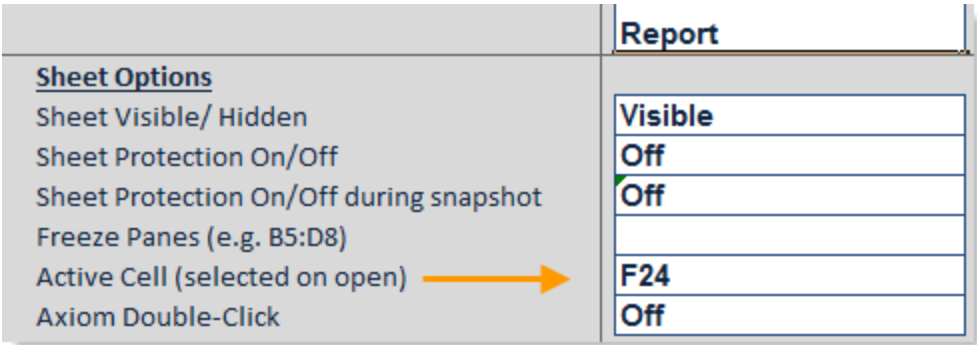 Report
Sheet Options
Sheet Visible/ Hidden Visible
Sheet Protection On/Off Off
Sheet Protection On/Off during snapshot Off
Freeze Panes (e.g. B5:D8)
Active Cell (selected on open) F24
Axiom Double-Click Off